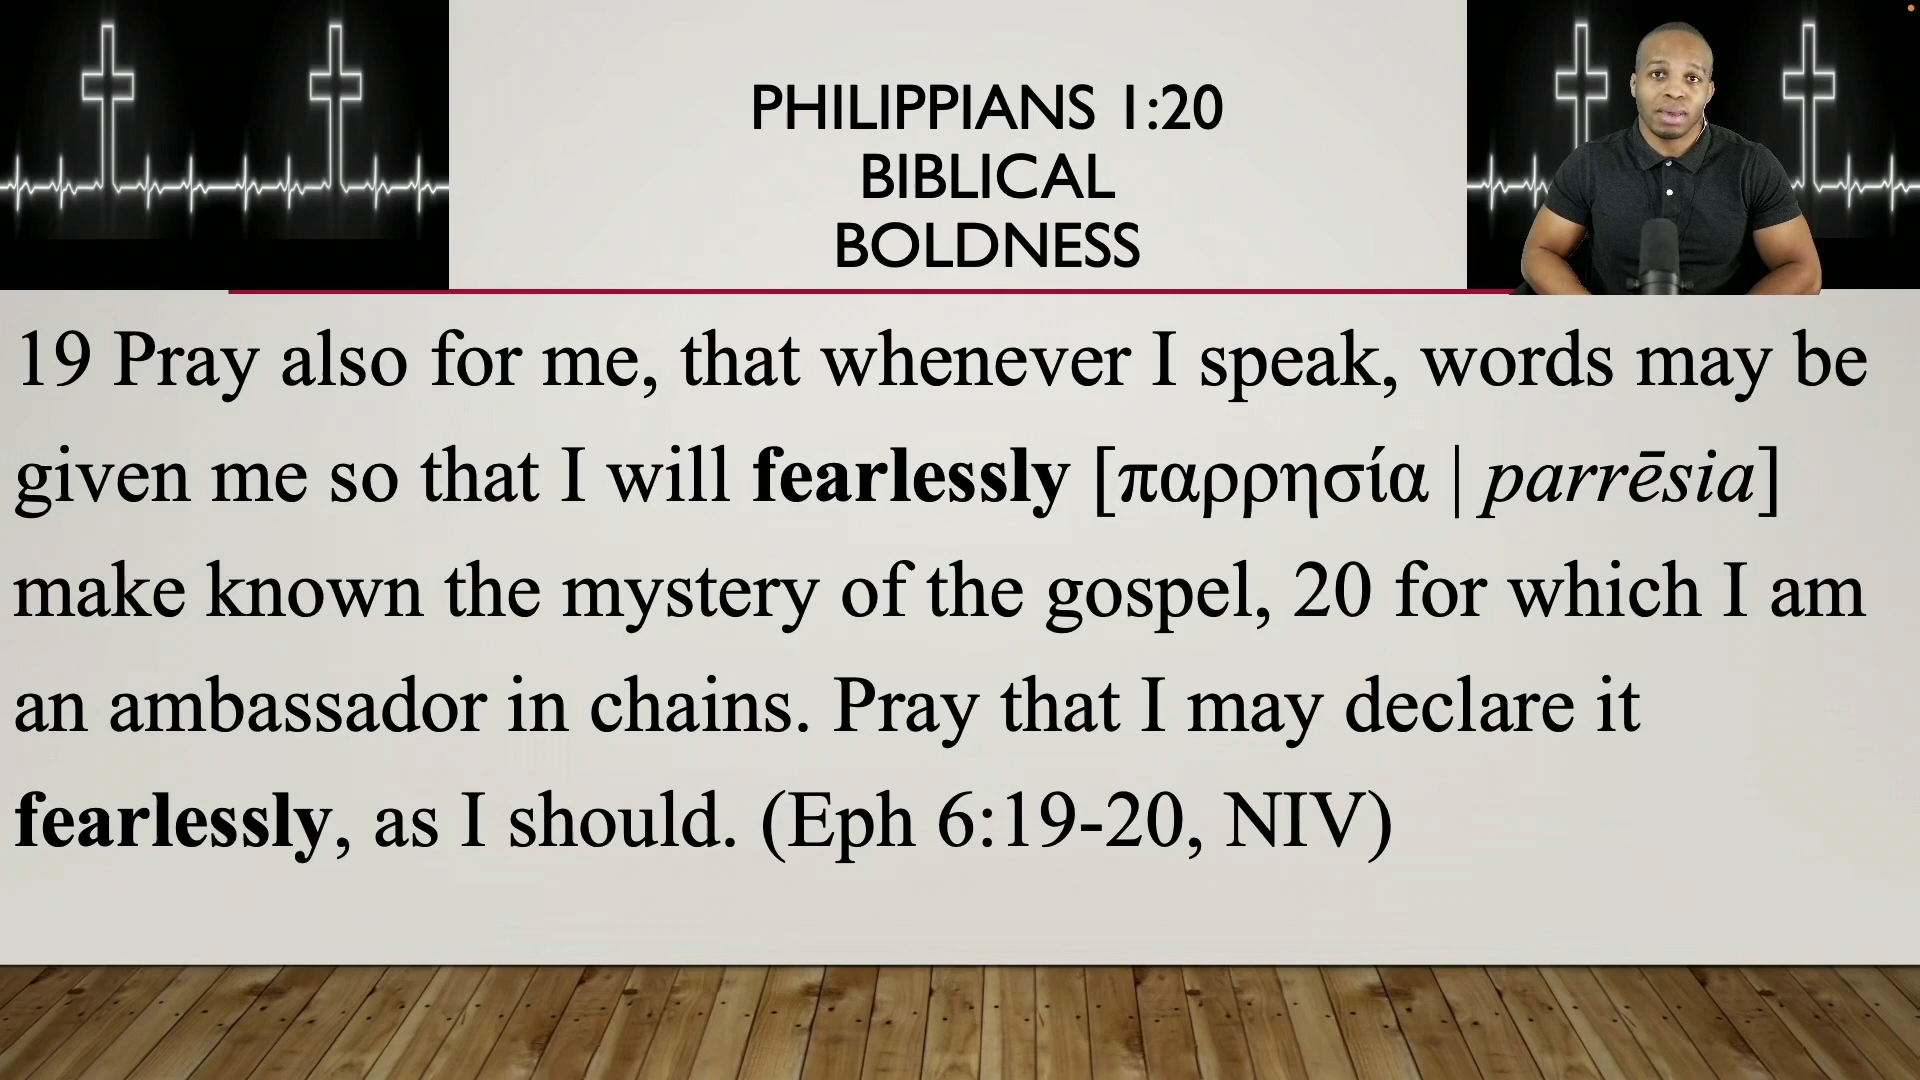 PHILIPPIANS 1:20
BIBLICAL
BOLDNESS
19 Pray also for me, that whenever I speak, words may be
given me so that I will fearlessly [παρρησία | parrēsia]
make known the mystery of the gospel, 20 for which I am
an ambassador in chains. Pray that I may declare it
fearlessly, as I should. (Eph 6:19-20, NIV)